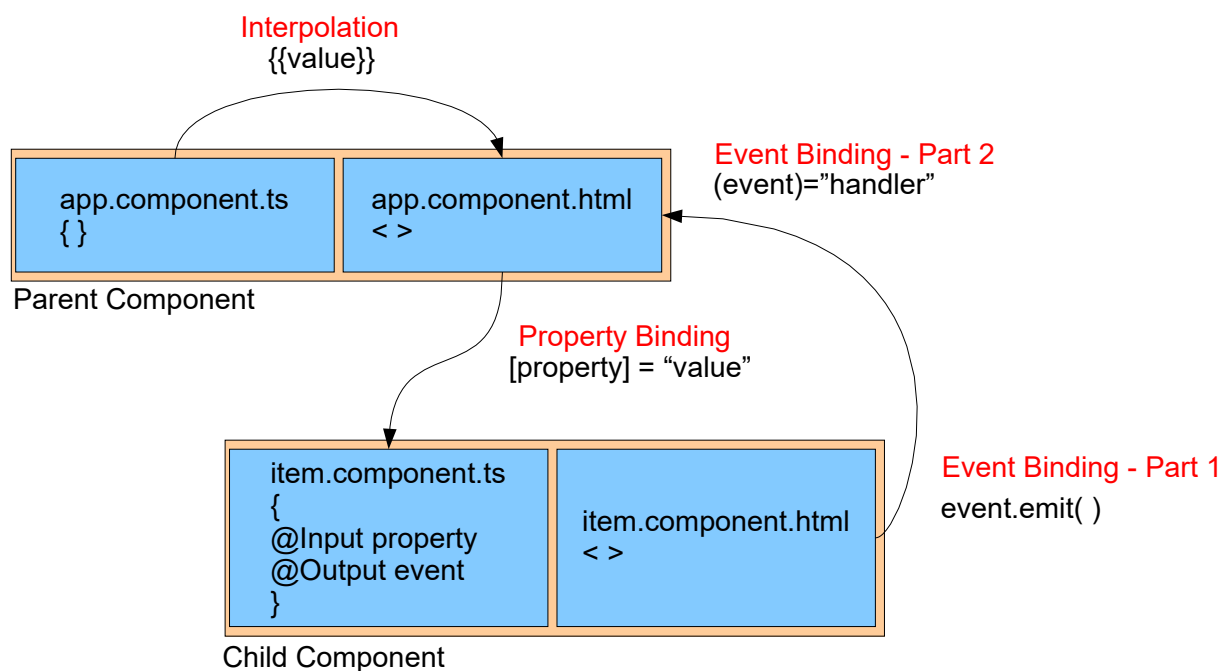 Interpolation
{{value}}
Event Binding - Part 2
(event)=”handler”
app.component.ts
{ }
app.component.html
< >
Parent Component
Property Binding
[property] = “value”
item.component.ts
{
@Input property
@Output event
}
item.component.html
< >
Event Binding - Part 1
event.emit( )
Child Component